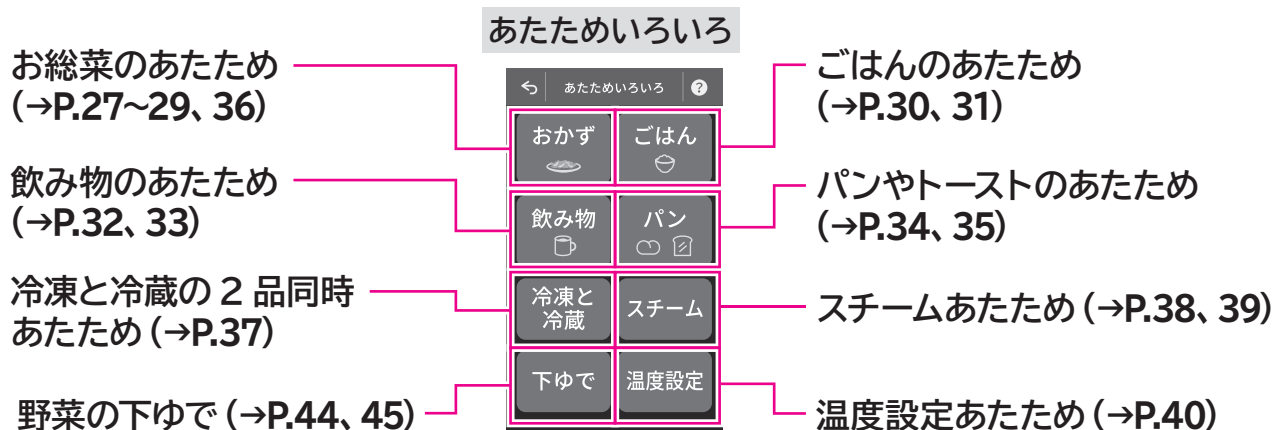 あたためいろいろ
お総菜のあたため
(→P.27~29、36)
飲み物のあたため
(→P.32、33)
冷凍と冷蔵の 2 品同時
あたため (→P.37)
野菜の下ゆで (→P.44、45)
あたためいろいろ ?
おかず ごはん
飲み物 パン
冷凍と
冷蔵
スチーム
下ゆで 温度設定
ごはんのあたため
(→P.30、31)
パンやトーストのあたため
(→P.34、35)
スチームあたため (→P.38、39)
温度設定あたため (→P.40)